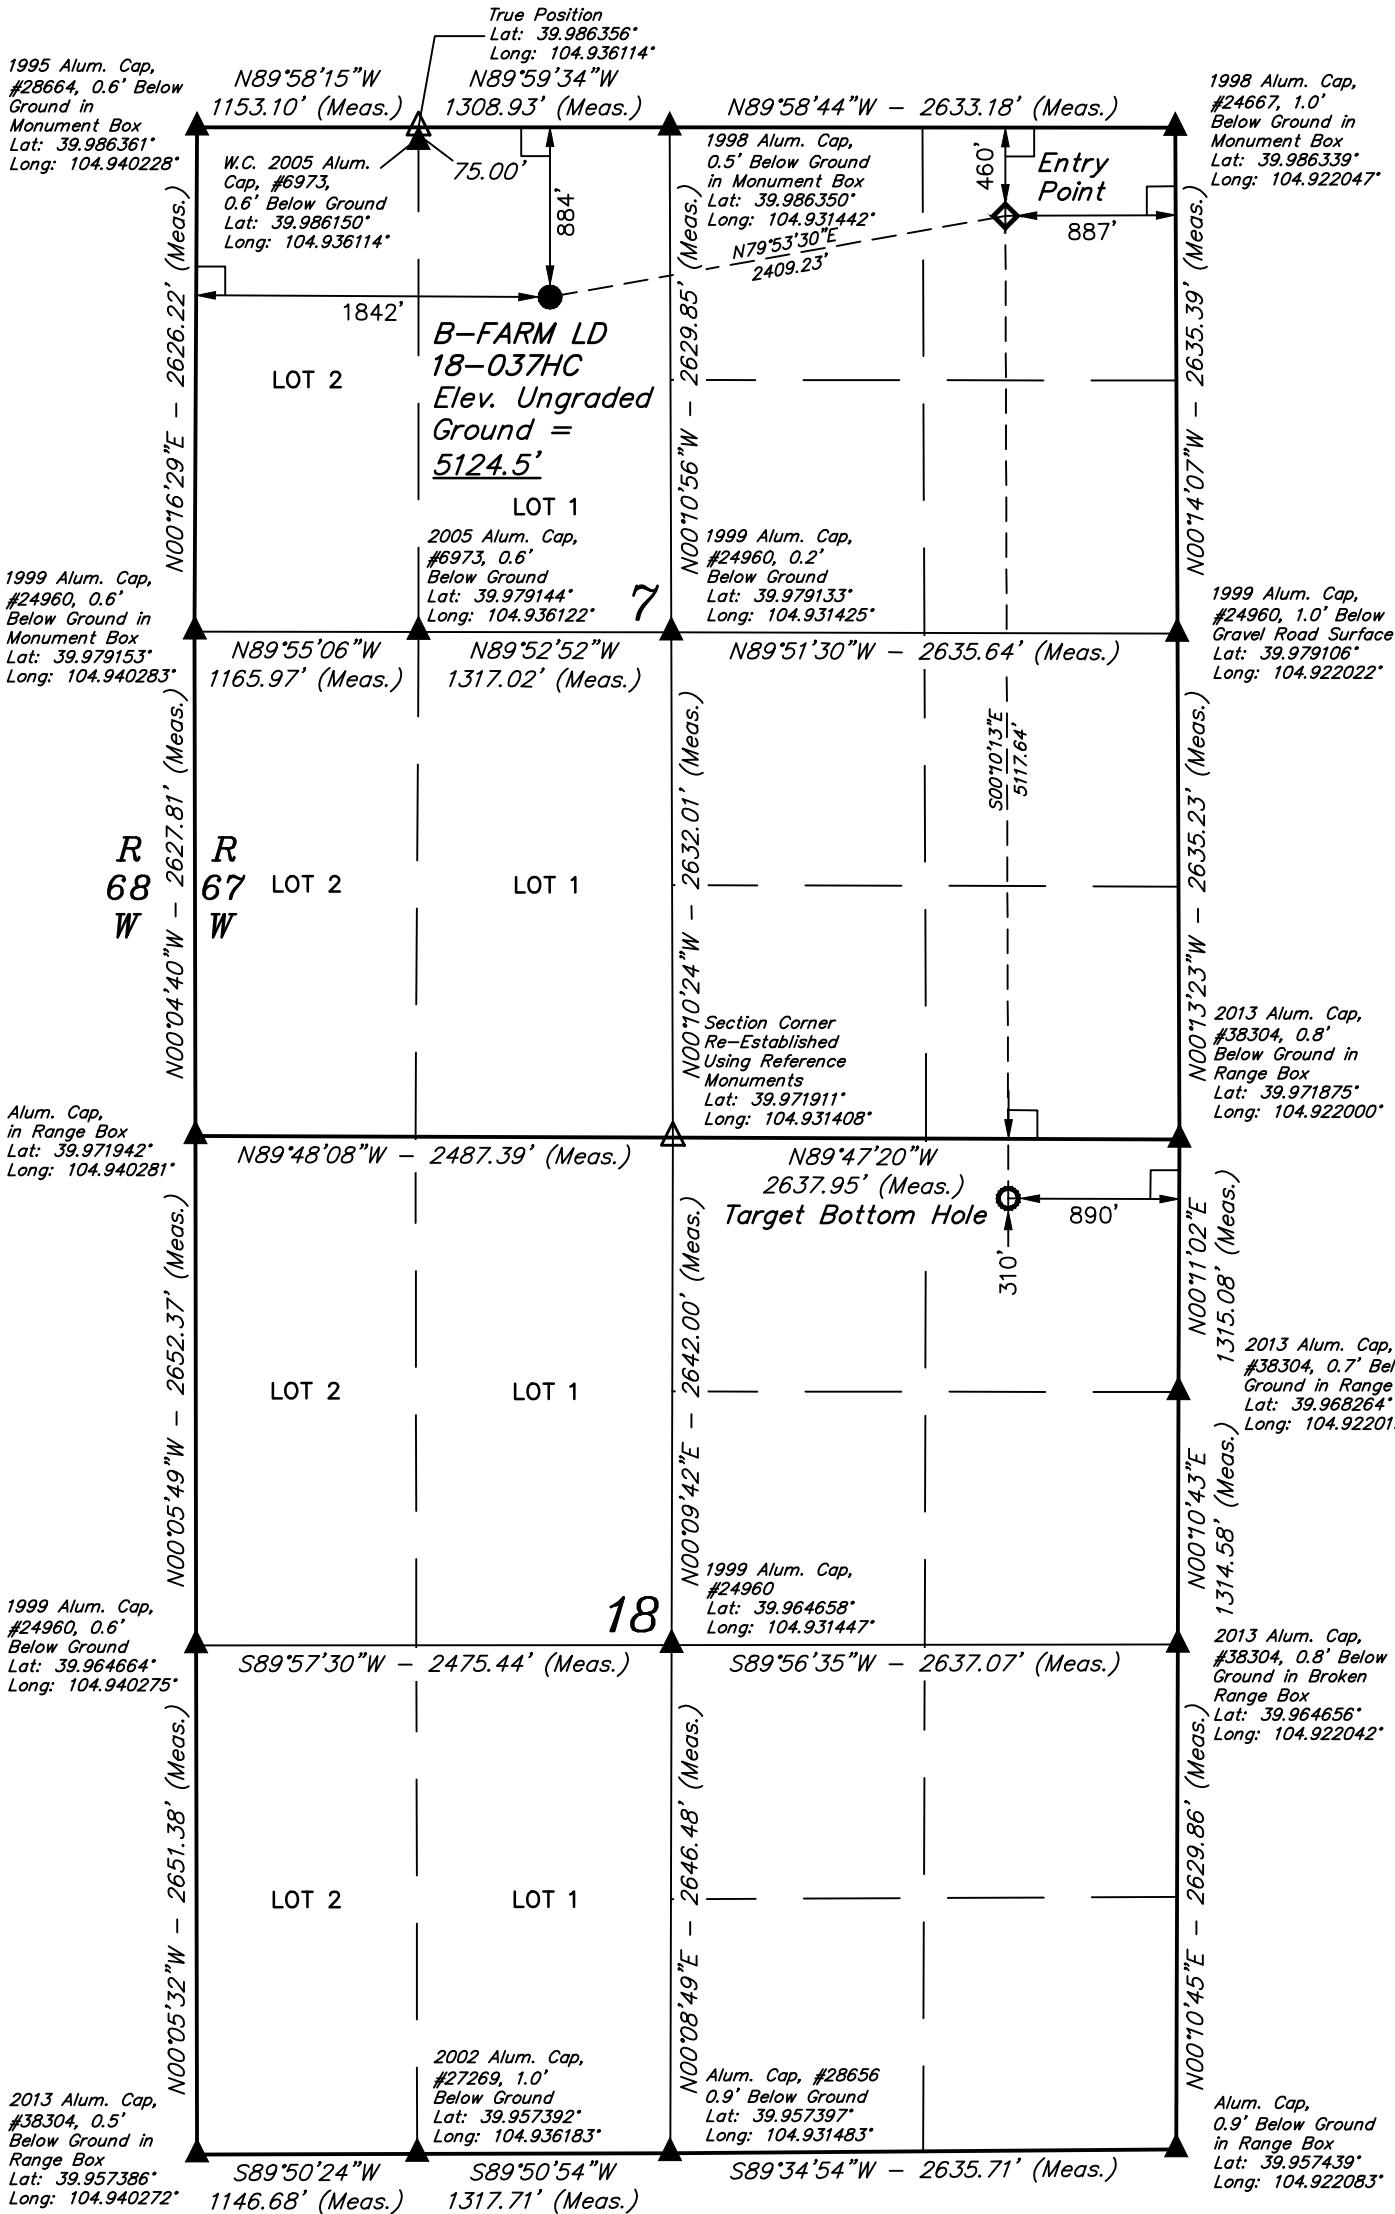 True Position
Lat: 39.986356°
Long: 104.936114°
1995 Alum. Cap,
#28664, 0.6' Below
Ground in
Monument Box
Lat: 39.986361°
Long: 104.940228°
N89°58'15"W
1153.10' (Meas.)
N89°59'34"W
1308.93' (Meas.)
N89°58'44"W - 2633.18' (Meas.)
1998 Alum. Cap,
#24667, 1.0'
Below Ground in
Monument Box
Lat: 39.986339°
Long: 104.922047°
W.C. 2005 Alum.
Cap, #6973,
0.6' Below Ground
Lat: 39.986150°
Long: 104.936114°
75.00'
884'
1998 Alum. Cap,
0.5' Below Ground
in Monument Box
Lat: 39.986350°
Long: 104.931442°
460'
Entry
Point
887'
N79°53'30"E
2409.23'
1842'
B-FARM LD
18-037HC
Elev. Ungraded
Ground =
5124.5'
LOT 2
LOT 1
N00°16'29"E - 2626.22' (Meas.)
N00°10'56"W - 2629.85' (Meas.)
N00°14'07"W - 2635.39' (Meas.)
1999 Alum. Cap,
#24960, 0.6'
Below Ground in
Monument Box
Lat: 39.979153°
Long: 104.940283°
2005 Alum. Cap,
#6973, 0.6'
Below Ground
Lat: 39.979144°
Long: 104.936122°
7
1999 Alum. Cap,
#24960, 0.2'
Below Ground
Lat: 39.979133°
Long: 104.931425°
1999 Alum. Cap,
#24960, 1.0' Below
Gravel Road Surface
Lat: 39.979106°
Long: 104.922022°
N89°55'06"W
1165.97' (Meas.)
N89°52'52"W
1317.02' (Meas.)
N89°51'30"W - 2635.64' (Meas.)
S00°10'13"E
5117.64'
N00°04'40"W - 2627.81' (Meas.)
N00°10'24"W - 2632.01' (Meas.)
N00°13'23"W - 2635.23' (Meas.)
R
68
W
R
67
W
LOT 2
LOT 1
Section Corner
Re-Established
Using Reference
Monuments
Lat: 39.971911°
Long: 104.931408°
2013 Alum. Cap,
#38304, 0.8'
Below Ground in
Range Box
Lat: 39.971875°
Long: 104.922000°
Alum. Cap,
in Range Box
Lat: 39.971942°
Long: 104.940281°
N89°48'08"W - 2487.39' (Meas.)
N89°47'20"W
2637.95' (Meas.)
Target Bottom Hole
890'
310'
N00°05'49"W - 2652.37' (Meas.)
N00°09'42"E - 2642.00' (Meas.)
N00°11'02"E
1315.08' (Meas.)
2013 Alum. Cap,
#38304, 0.7' Bel
Ground in Range
Lat: 39.968264°
Long: 104.92201
LOT 2
LOT 1
N00°10'43"E
1314.58' (Meas.)
1999 Alum. Cap,
#24960, 0.6'
Below Ground
Lat: 39.964664°
Long: 104.940275°
18
1999 Alum. Cap,
#24960
Lat: 39.964658°
Long: 104.931447°
2013 Alum. Cap,
#38304, 0.8' Below
Ground in Broken
Range Box
Lat: 39.964656°
Long: 104.922042°
S89°57'30"W - 2475.44' (Meas.)
S89°56'35"W - 2637.07' (Meas.)
N00°05'32"W - 2651.38' (Meas.)
N00°08'49"E - 2646.48' (Meas.)
N00°10'45"E - 2629.86' (Meas.)
LOT 2
LOT 1
2013 Alum. Cap,
#38304, 0.5'
Below Ground in
Range Box
Lat: 39.957386°
Long: 104.940272°
2002 Alum. Cap,
#27269, 1.0'
Below Ground
Lat: 39.957392°
Long: 104.936183°
Alum. Cap, #28656
0.9' Below Ground
Lat: 39.957397°
Long: 104.931483°
Alum. Cap,
0.9' Below Ground
in Range Box
Lat: 39.957439°
Long: 104.922083°
S89°50'24"W
1146.68' (Meas.)
S89°50'54"W
1317.71' (Meas.)
S89°34'54"W - 2635.71' (Meas.)